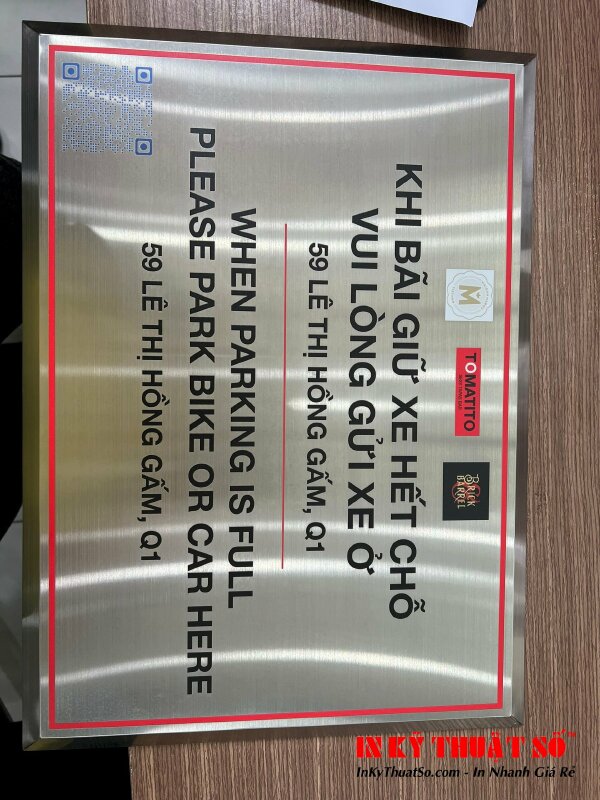 M
TOMATITO
BRICK
BARREL
KHI BÃI GIỮ XE HẾT CHỖ
VUI LÒNG GỬI XE Ở
59 LÊ THỊ HỒNG GẤM, Q1
WHEN PARKING IS FULL
PLEASE PARK BIKE OR CAR HERE
59 LÊ THỊ HỒNG GẤM, Q1
IN KỸ THUẬT SỐ
InKyThuatSo.com - In Nhanh Giá Rẻ